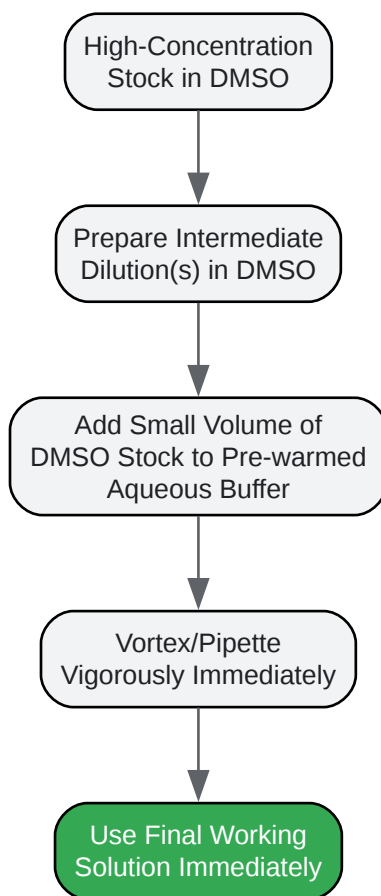 High-Concentration
Stock in DMSO
Prepare Intermediate
Dilution(s) in DMSO
Add Small Volume of
DMSO Stock to Pre-warmed
Aqueous Buffer
Vortex/Pipette
Vigorously Immediately
Use Final Working
Solution Immediately